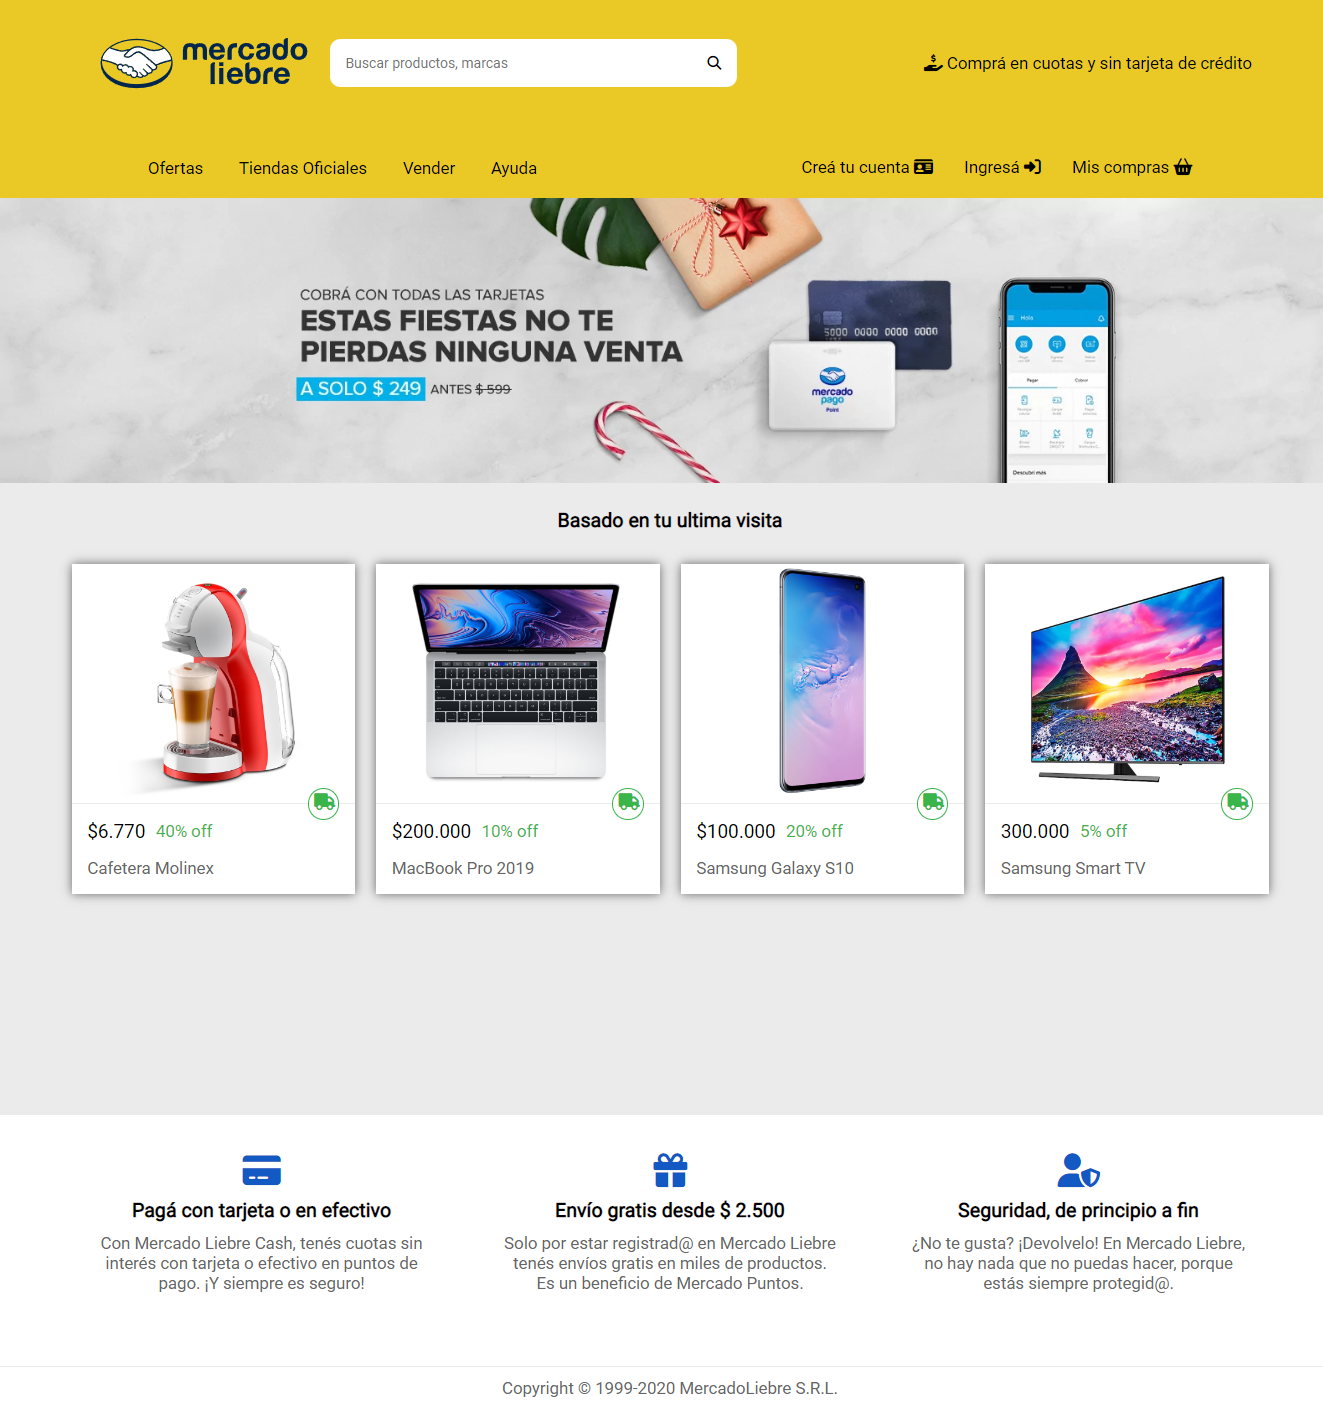 mercado
liebre
Buscar productos, marcas
Comprá en cuotas y sin tarjeta de crédito
Ofertas Tiendas Oficiales Vender Ayuda
Creá tu cuenta Ingresá Mis compras
COBRÁ CON TODAS LAS TARJETAS
ESTAS FIESTAS NO TE
PIERDAS NINGUNA VENTA
A SOLO $ 249 ANTES $ 599
5000 0000 0000 0000
mercado
pago
Point
Hola
Pagar
Cobrar
Descubrí más
Basado en tu ultima visita
$6.770 40% off
Cafetera Molinex
$200.000 10% off
MacBook Pro 2019
$100.000 20% off
Samsung Galaxy S10
300.000 5% off
Samsung Smart TV
Pagá con tarjeta o en efectivo
Con Mercado Liebre Cash, tenés cuotas sin
interés con tarjeta o efectivo en puntos de
pago. ¡Y siempre es seguro!
Envío gratis desde $ 2.500
Solo por estar registrad@ en Mercado Liebre
tenés envíos gratis en miles de productos.
Es un beneficio de Mercado Puntos.
Seguridad, de principio a fin
¿No te gusta? ¡Devolvelo! En Mercado Liebre,
no hay nada que no puedas hacer, porque
estás siempre protegid@.
Copyright © 1999-2020 MercadoLiebre S.R.L.